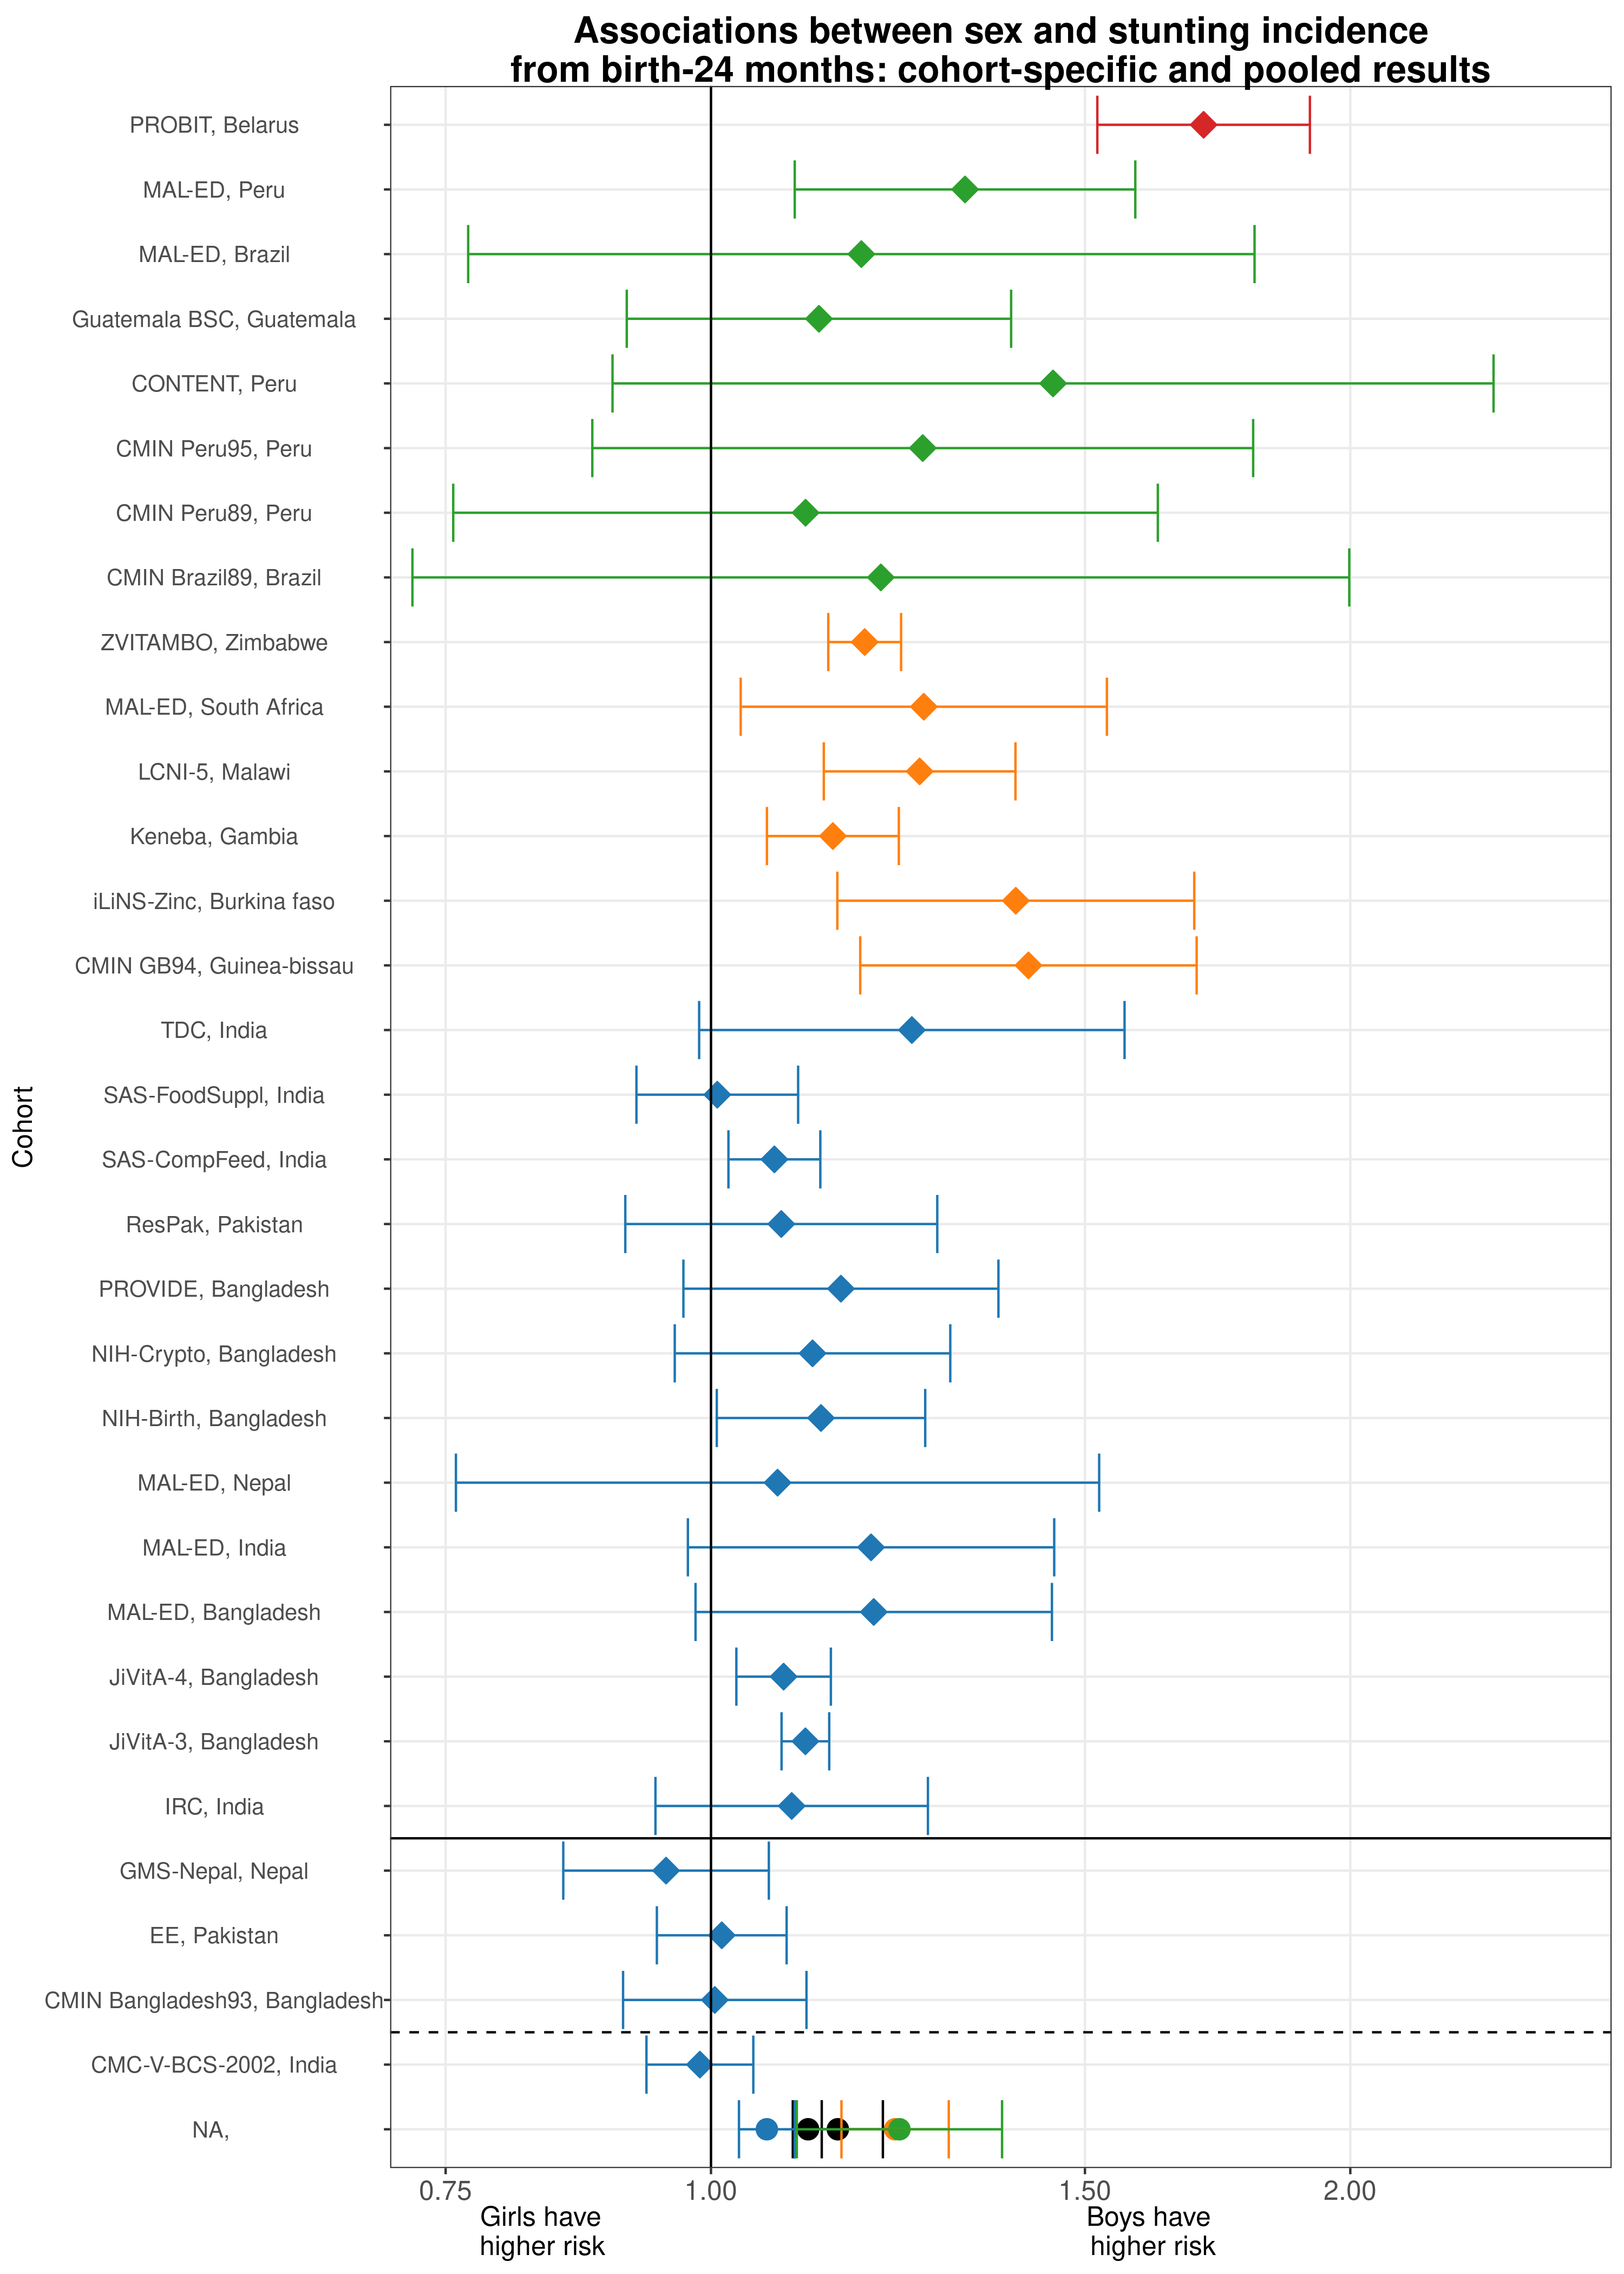 Associations between sex and stunting incidence
from birth-24 months: cohort-specific and pooled results
PROBIT, Belarus
MAL-ED, Peru
MAL-ED, Brazil
Guatemala BSC, Guatemala
CONTENT, Peru
CMIN Peru95, Peru
CMIN Peru89, Peru
CMIN Brazil89, Brazil
ZVITAMBO, Zimbabwe
MAL-ED, South Africa
LCNI-5, Malawi
Keneba, Gambia
iLiNS-Zinc, Burkina faso
CMIN GB94, Guinea-bissau
TDC, India
SAS-FoodSuppl, India
SAS-CompFeed, India
ResPak, Pakistan
PROVIDE, Bangladesh
NIH-Crypto, Bangladesh
NIH-Birth, Bangladesh
MAL-ED, Nepal
MAL-ED, India
MAL-ED, Bangladesh
JiVitA-4, Bangladesh
JiVitA-3, Bangladesh
IRC, India
GMS-Nepal, Nepal
EE, Pakistan
CMIN Bangladesh93, Bangladesh
CMC-V-BCS-2002, India
NA,
Cohort
0.75 1.00 1.50 2.00
Girls have Boys have
higher risk higher risk